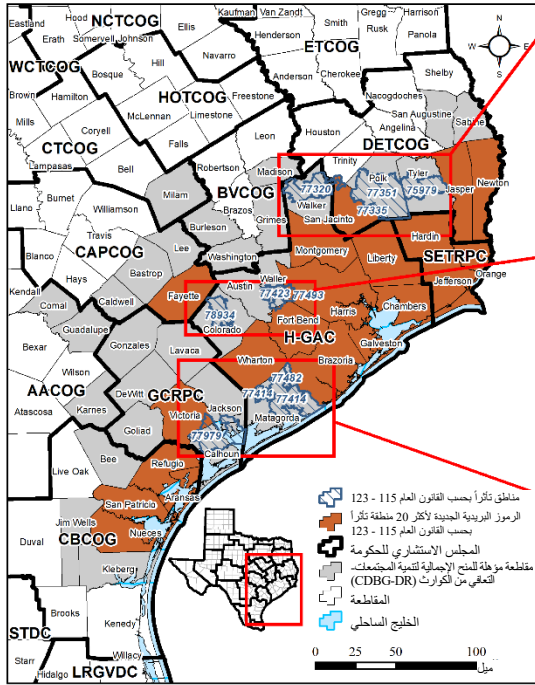 NCTCOG
Eastland
Hood
Erath
Somervell
Johnson
Ellis
Kaufman
Van Zandt
Henderson
Smith
Gregg
Rusk
Harrison
Panola
ETCOG
Navarro
Hill
Bosque
WCTCOG
Brown
Hamilton
HOTCOG
Freestone
Anderson
Cherokee
Shelby
Nacogdoches
San Augustine
Sabine
Angelina
Houston
DETCOG
Trinity
Mills
Coryell
McLennan
Limestone
Leon
CTCOG
Falls
Lampasas
Bell
Robertson
Madison
BVCOG
Milam
Brazos
Grimes
Burleson
77320
Walker
San Jacinto
Polk
77351
77335
Tyler
75979
Jasper
Newton
Hardin
Llano
Burnet
Williamson
Travis
CAPCOG
Blanco
Hays
Bastrop
Lee
Washington
Montgomery
Liberty
SETRPC
Orange
Jefferson
Kendall
Comal
Caldwell
Fayette
Austin
Waller
77423
77493
78934
Colorado
Fort Bend
Harris
Chambers
Galveston
H-GAC
Guadalupe
Bexar
Gonzales
Lavaca
Wharton
Brazoria
Wilson
AACOG
Atascosa
Karnes
DeWitt
GCRPC
Victoria
Jackson
77482
77414
77414
Matagorda
Goliad
77979
Calhoun
Bee
Live Oak
Refugio
Aransas
San Patricio
Jim Wells
Nueces
CBCOG
Duval
Kleberg
Brooks
Kenedy
STDC
Starr
Hidalgo
Willacy
LRGVDC
N
W
E
S
مناطق تأثراً بحسب القانون العام 115 - 123
الرموز البريدية الجديدة لأكثر 20 منطقة تأثراً
بحسب القانون العام 115 - 123
المجلس الاستشاري للحكومة
مقاطعة مؤهلة للمنح الإجمالية لتنمية المجتمعات-
التعافي من الكوارث (CDBG-DR)
المقاطعة
الخليج الساحلي
0 25 50 100
ميل